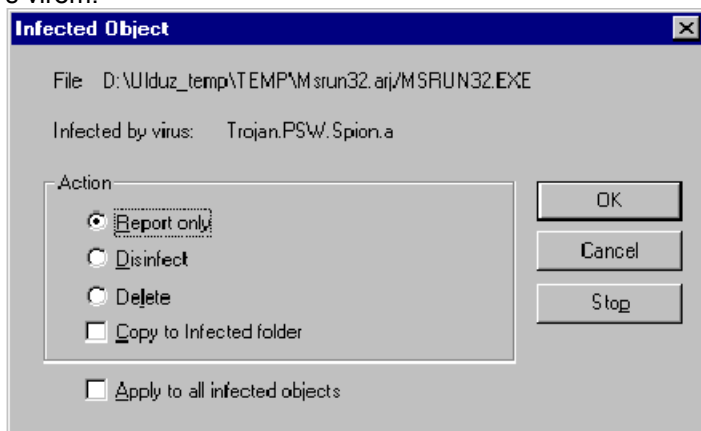 s virem.
Infected Object
File D:\Ulduz_temp\TEMP\Msrun32.arj/MSRUN32.EXE
Infected by virus: Trojan.PSW.Spion.a
Action
Report only
Disinfect
Delete
Copy to Infected folder
Apply to all infected objects
OK
Cancel
Stop